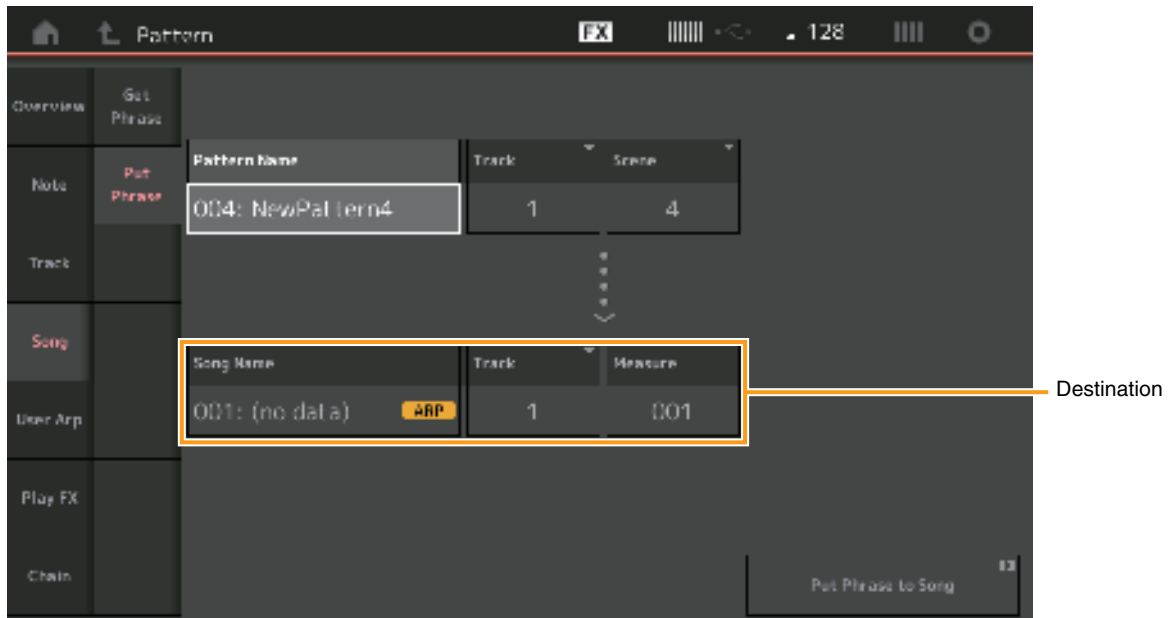 Pattern
FX
128
Overview
Get
Phrase
Note
Put
Phrase
Track
Song
User Arp
Play FX
Chain
Pattern Name
Track
Scene
004: NewPattern4
1
4
Song Name
Track
Measure
001: (no data)
ARP
1
001
Destination
Put Phrase to Song